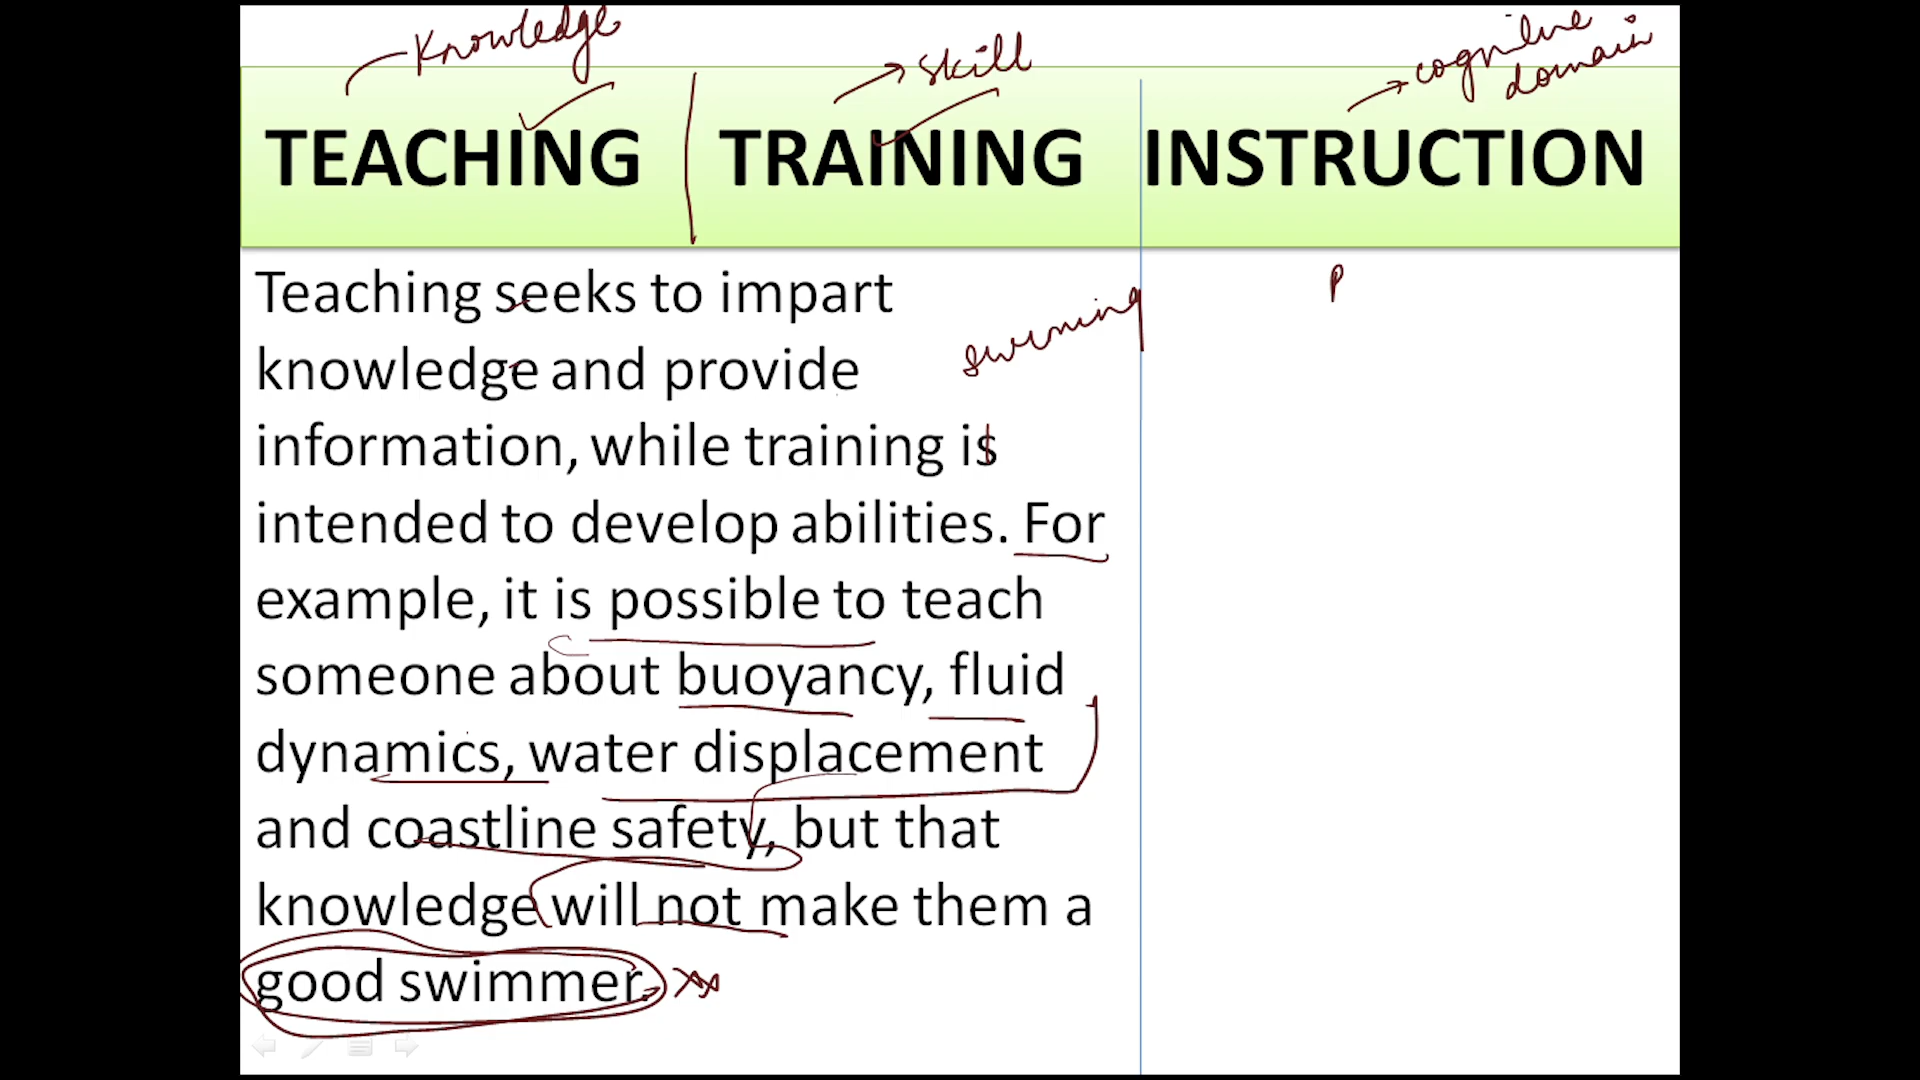 Knowledge
skill
cognitive
domain
TEACHING TRAINING INSTRUCTION
Teaching seeks to impart
knowledge and provide
information, while training is
intended to develop abilities. For
example, it is possible to teach
someone about buoyancy, fluid
dynamics, water displacement
and coastline safety, but that
knowledge will not make them a
good swimmer.
P